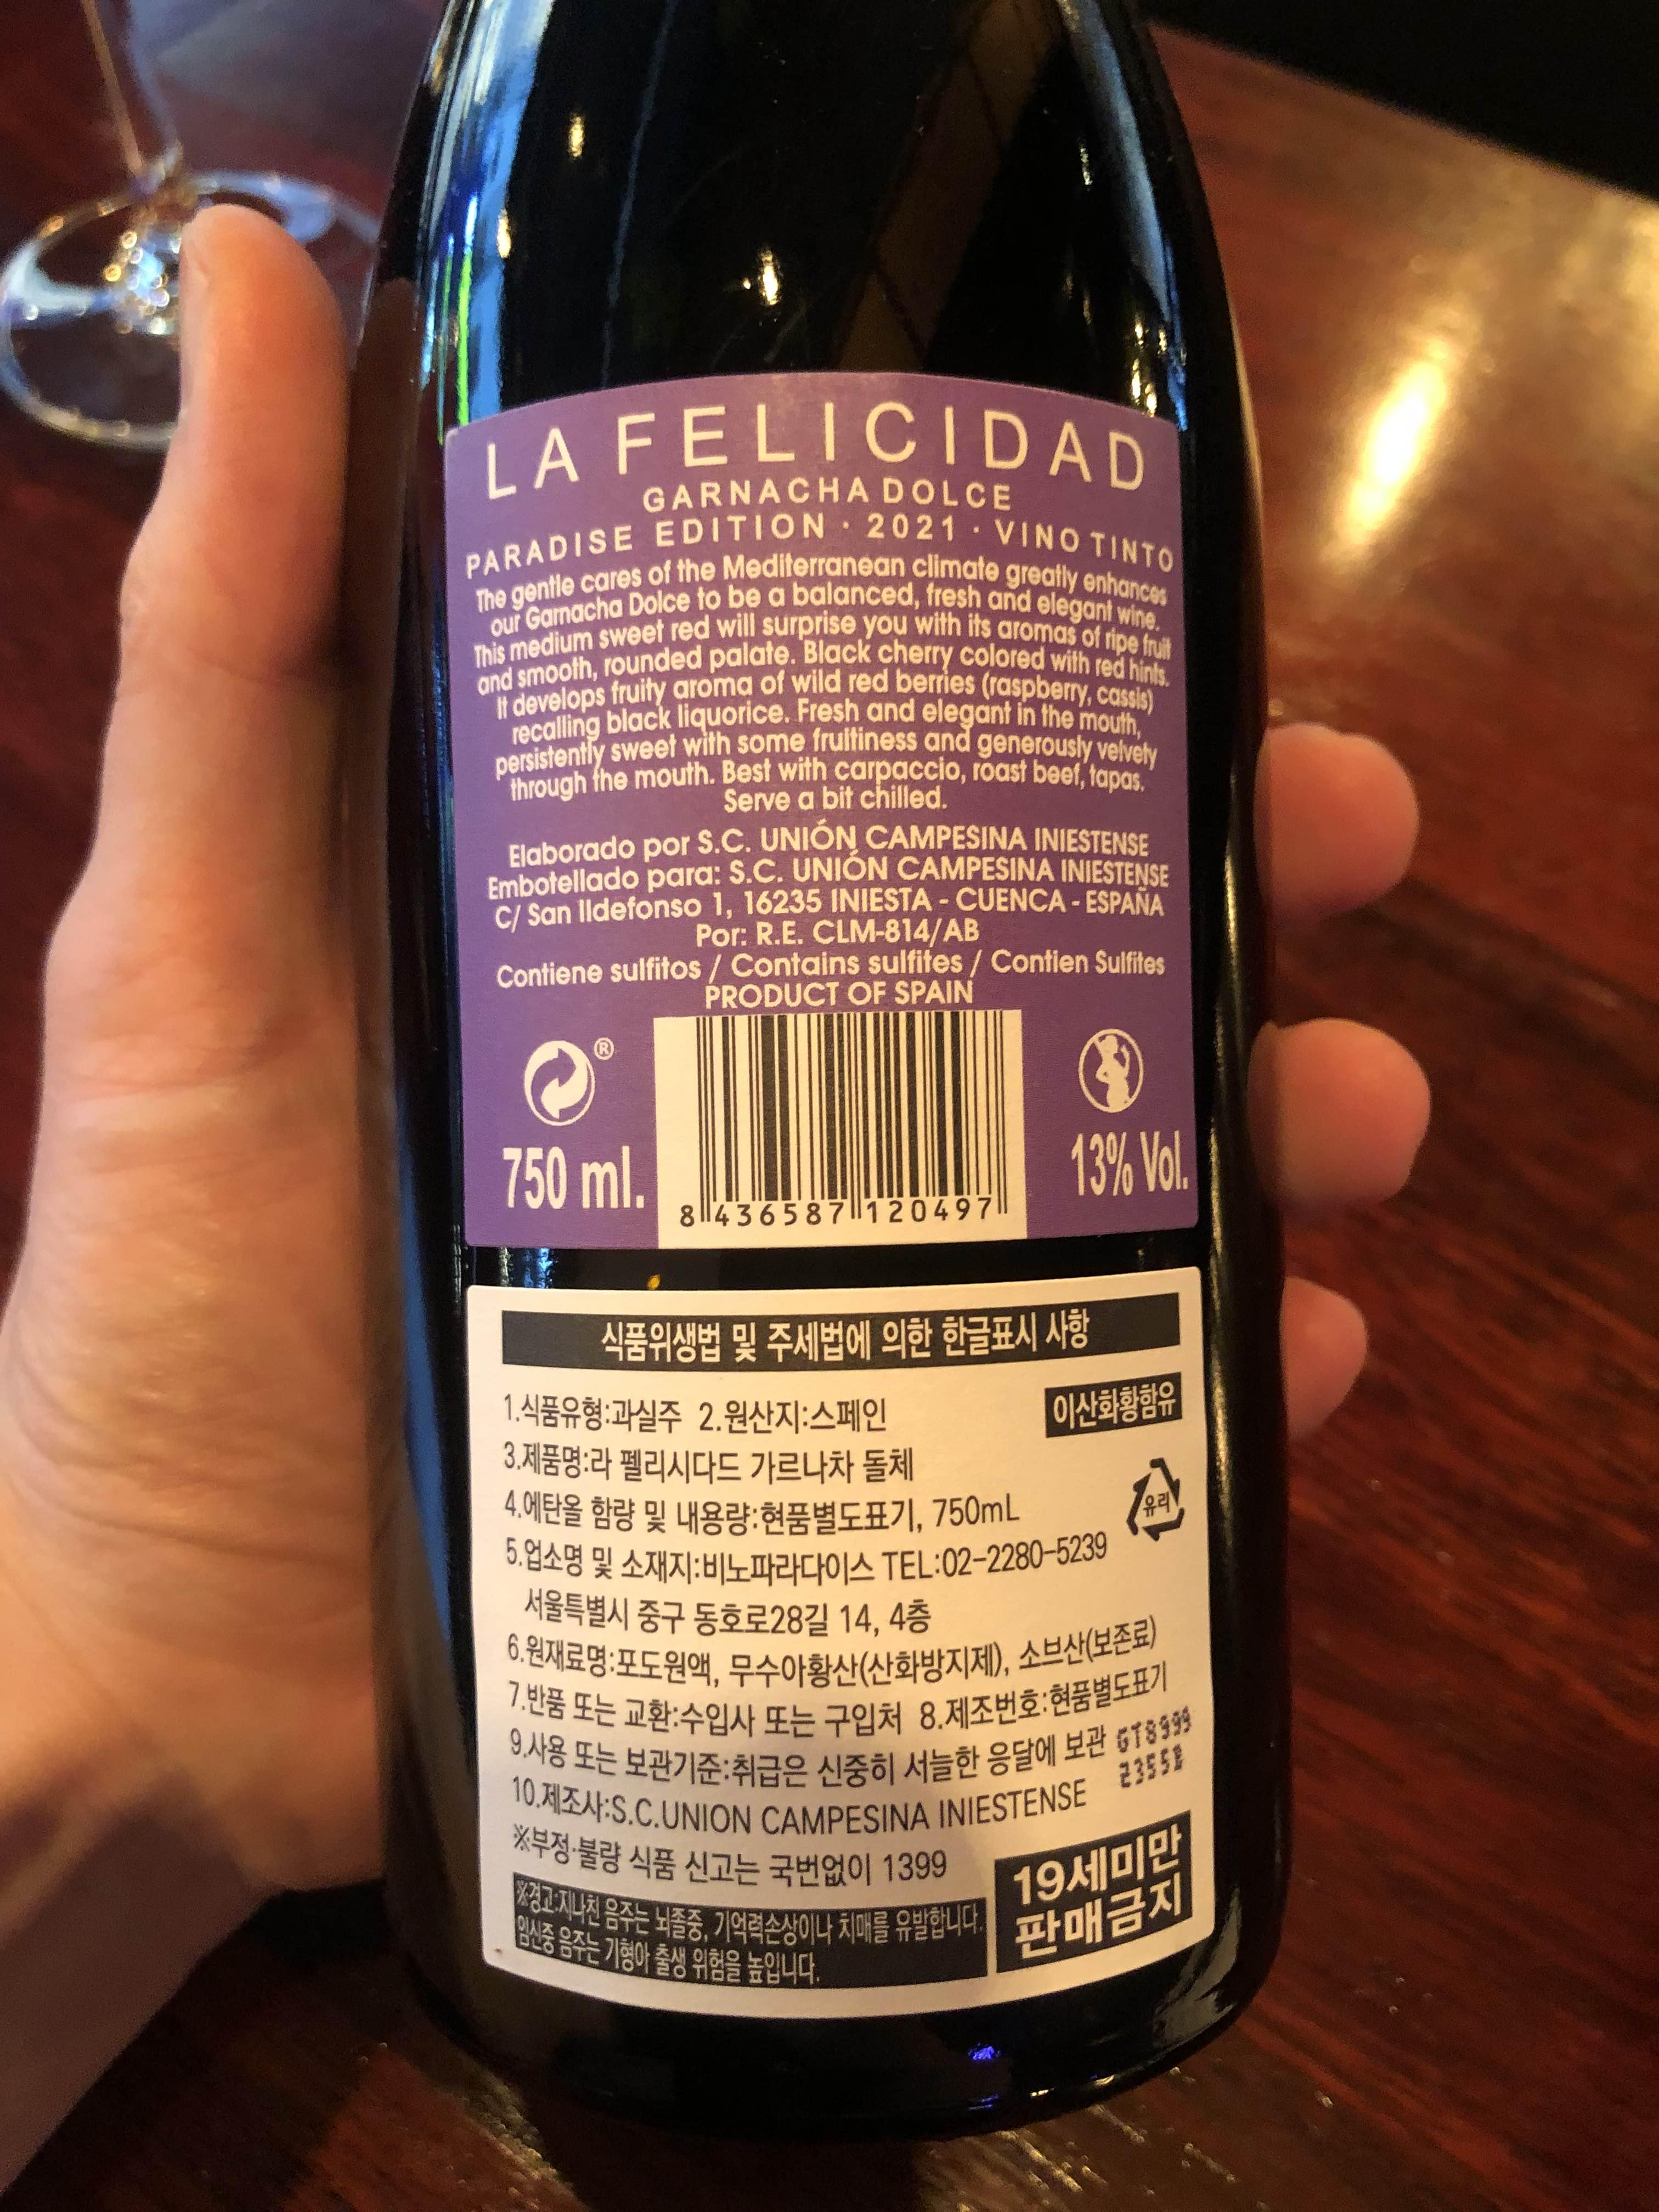 LA FELICIDAD
GARNACHA DOLCE
PARADISE EDITION · 2021 · VINO TINTO
The gentle cares of the Mediterranean climate greatly enhances
our Garnacha Dolce to be a balanced, fresh and elegant wine.
This medium sweet red will surprise you with its aromas of ripe fruit
and smooth, rounded palate. Black cherry colored with red hints.
It develops fruity aroma of wild red berries (raspberry, cassis)
recalling black liquorice. Fresh and elegant in the mouth,
persistently sweet with some fruitiness and generously velvety
through the mouth. Best with carpaccio, roast beef, tapas.
Serve a bit chilled.
Elaborado por S.C. UNIÓN CAMPESINA INIESTENSE
Embotellado para: S.C. UNIÓN CAMPESINA INIESTENSE
C/ San Ildefonso 1, 16235 INIESTA - CUENCA - ESPAÑA
Por: R.E. CLM-814/AB
Contiene sulfitos / Contains sulfites / Contien Sulfites
PRODUCT OF SPAIN
®
750 ml.
13% Vol.
8 436587 120497
식품위생법 및 주세법에 의한 한글표시 사항
1.식품유형:과실주 2.원산지:스페인
이산화황함유
3.제품명:라 펠리시다드 가르나차 돌체
4.에탄올 함량 및 내용량:현품별도표기, 750mL
유리
5.업소명 및 소재지:비노파라다이스 TEL:02-2280-5239
서울특별시 중구 동호로28길 14, 4층
6.원재료명:포도원액, 무수아황산(산화방지제), 소브산(보존료)
7.반품 또는 교환:수입사 또는 구입처 8.제조번호:현품별도표기
9.사용 또는 보관기준:취급은 신중히 서늘한 응달에 보관
GT8999
10.제조사:S.C.UNION CAMPESINA INIESTENSE
※부정·불량 식품 신고는 국번없이 1399
19세미만
판매금지
※경고:지나친 음주는 뇌졸중, 기억력손상이나 치매를 유발합니다.
임신중 음주는 기형아 출생 위험을 높입니다.